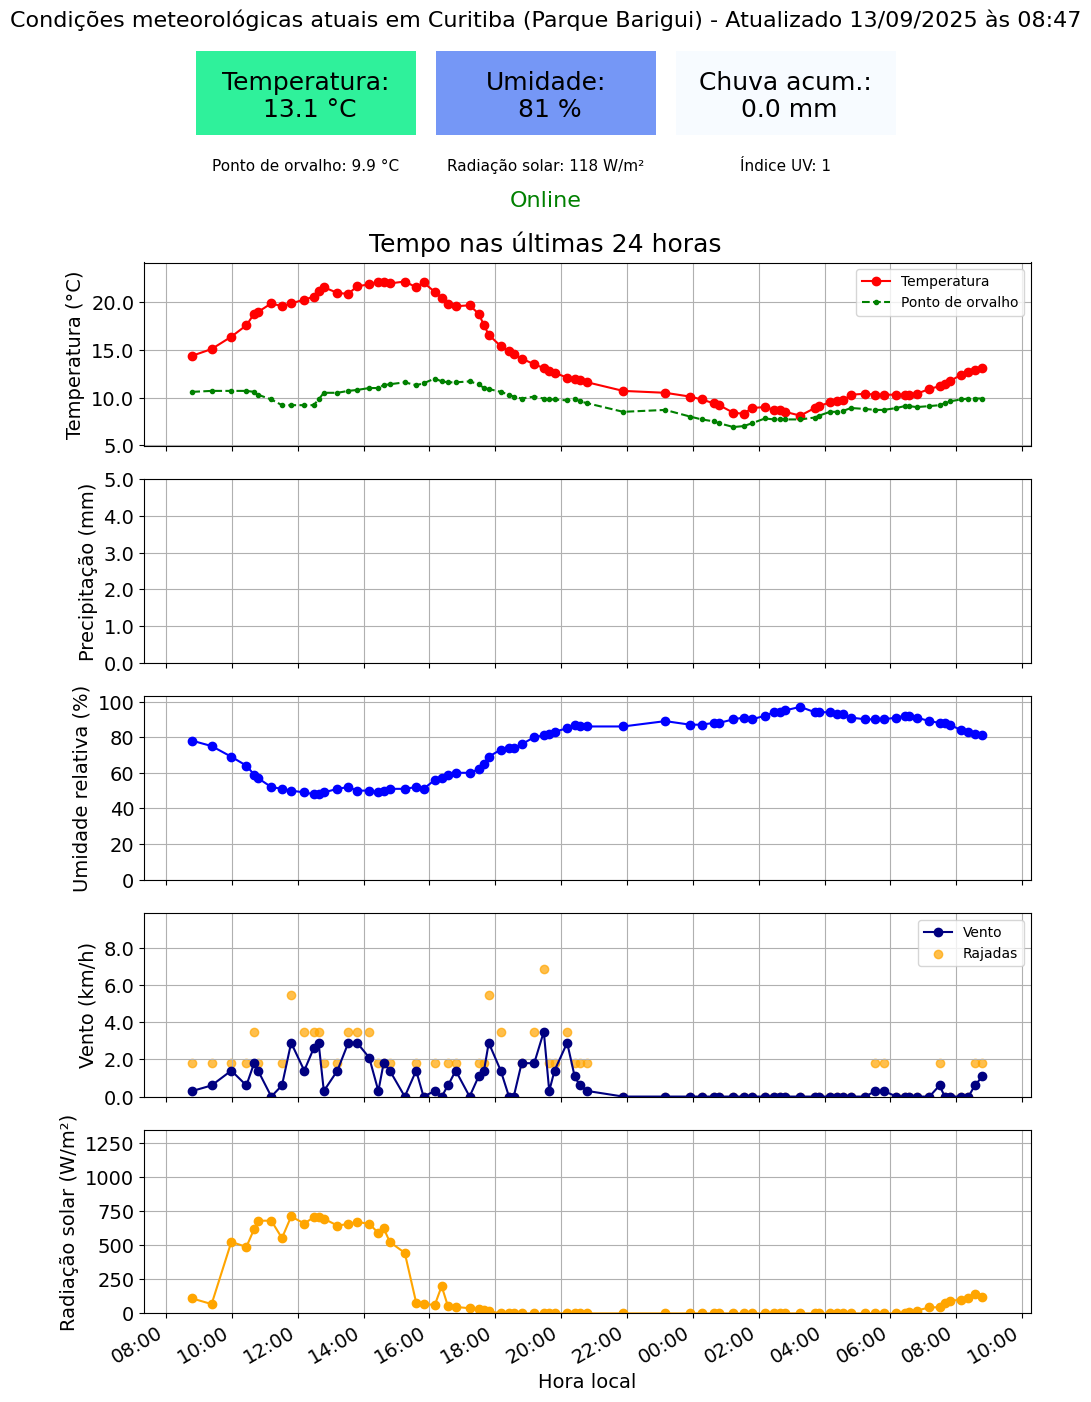 Condições meteorológicas atuais em Curitiba (Parque Barigui) - Atualizado 13/09/2025 às 08:47
Temperatura:
13.1 °C
Umidade:
81 %
Chuva acum.:
0.0 mm
Ponto de orvalho: 9.9 °C
Radiação solar: 118 W/m²
Índice UV: 1
Online
Tempo nas últimas 24 horas
Temperatura (°C)
20.0
15.0
10.0
5.0
Temperatura
Ponto de orvalho
Precipitação (mm)
5.0
4.0
3.0
2.0
1.0
0.0
Umidade relativa (%)
100
80
60
40
20
0
Vento (km/h)
8.0
6.0
4.0
2.0
0.0
Vento
Rajadas
Radiação solar (W/m²)
1250
1000
750
500
250
0
08:00
10:00
12:00
14:00
16:00
18:00
20:00
22:00
00:00
02:00
04:00
06:00
08:00
10:00
Hora local